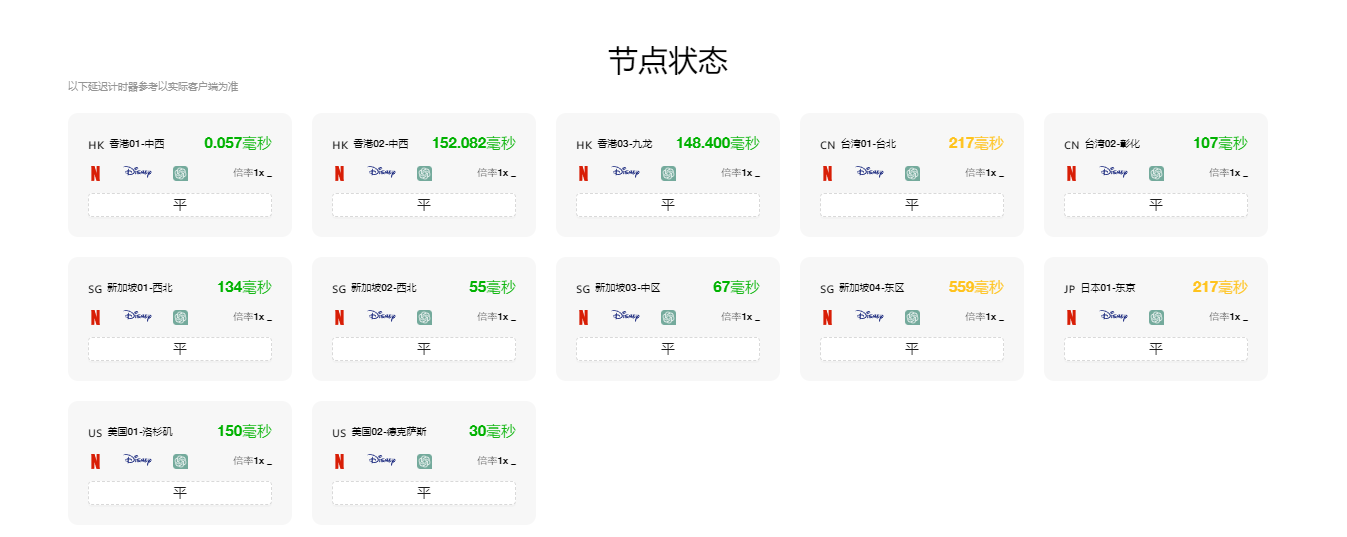 节点状态
以下延迟计时器参考以实际客户端为准
HK 香港01-中西 0.057毫秒
N Disney 倍率1x _
平
HK 香港02-中西 152.082毫秒
N Disney 倍率1x _
平
HK 香港03-九龙 148.400毫秒
N Disney 倍率1x _
平
CN 台湾01-台北 217毫秒
N Disney 倍率1x _
平
CN 台湾02-彰化 107毫秒
N Disney 倍率1x _
平
SG 新加坡01-西北 134毫秒
N Disney 倍率1x _
平
SG 新加坡02-西北 55毫秒
N Disney 倍率1x _
平
SG 新加坡03-中区 67毫秒
N Disney 倍率1x _
平
SG 新加坡04-东区 559毫秒
N Disney 倍率1x _
平
JP 日本01-东京 217毫秒
N Disney 倍率1x _
平
US 美国01-洛杉矶 150毫秒
N Disney 倍率1x _
平
US 美国02-德克萨斯 30毫秒
N Disney 倍率1x _
平